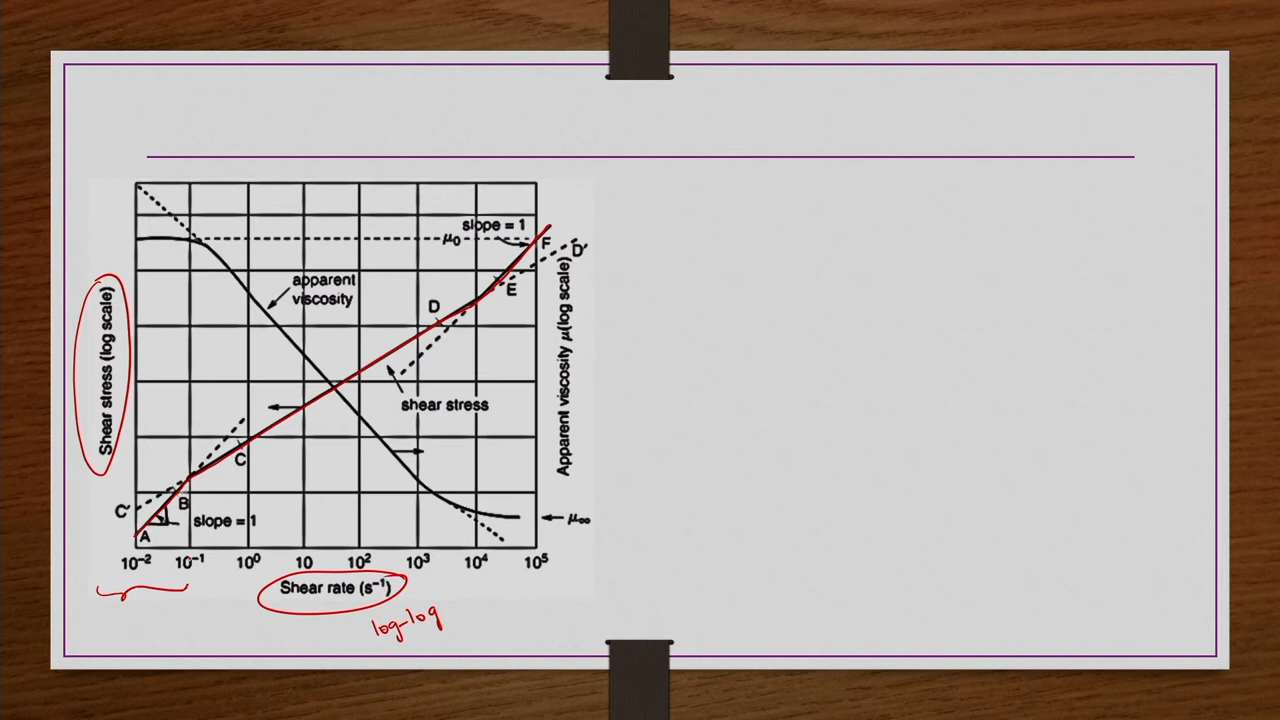 slope = 1
μ₀
F
D'
apparent
viscosity
E
D
Shear stress (log scale)
Apparent viscosity μ(log scale)
shear stress
C
C'
B
A
slope = 1
μ∞
10⁻² 10⁻¹ 10⁰ 10 10² 10³ 10⁴ 10⁵
Shear rate (s⁻¹)
log-log